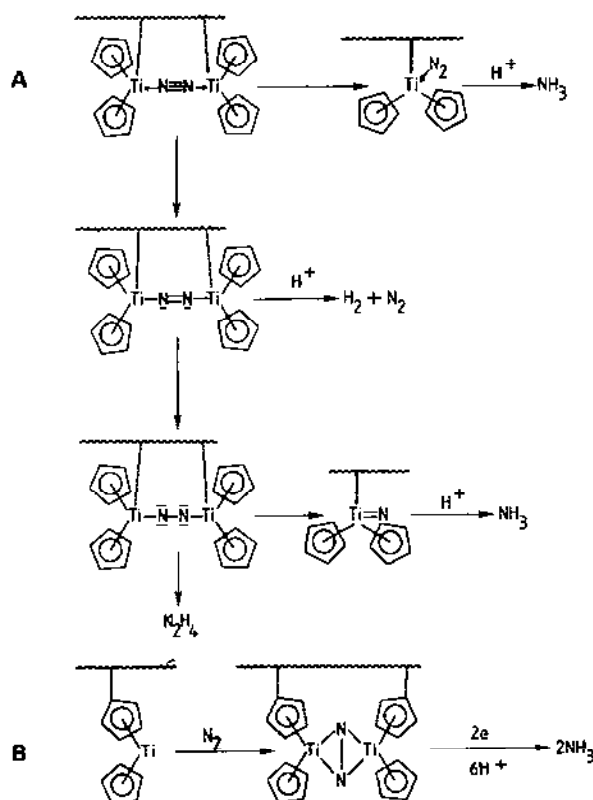 A
Ti N≡N Ti
N2
Ti
H+
NH3
Ti N=N Ti
H+
H2 + N2
Ti N N Ti
Ti=N
H+
NH3
N2H4
B
Ti
N2
N
Ti Ti
N
2e
6H+
2NH3